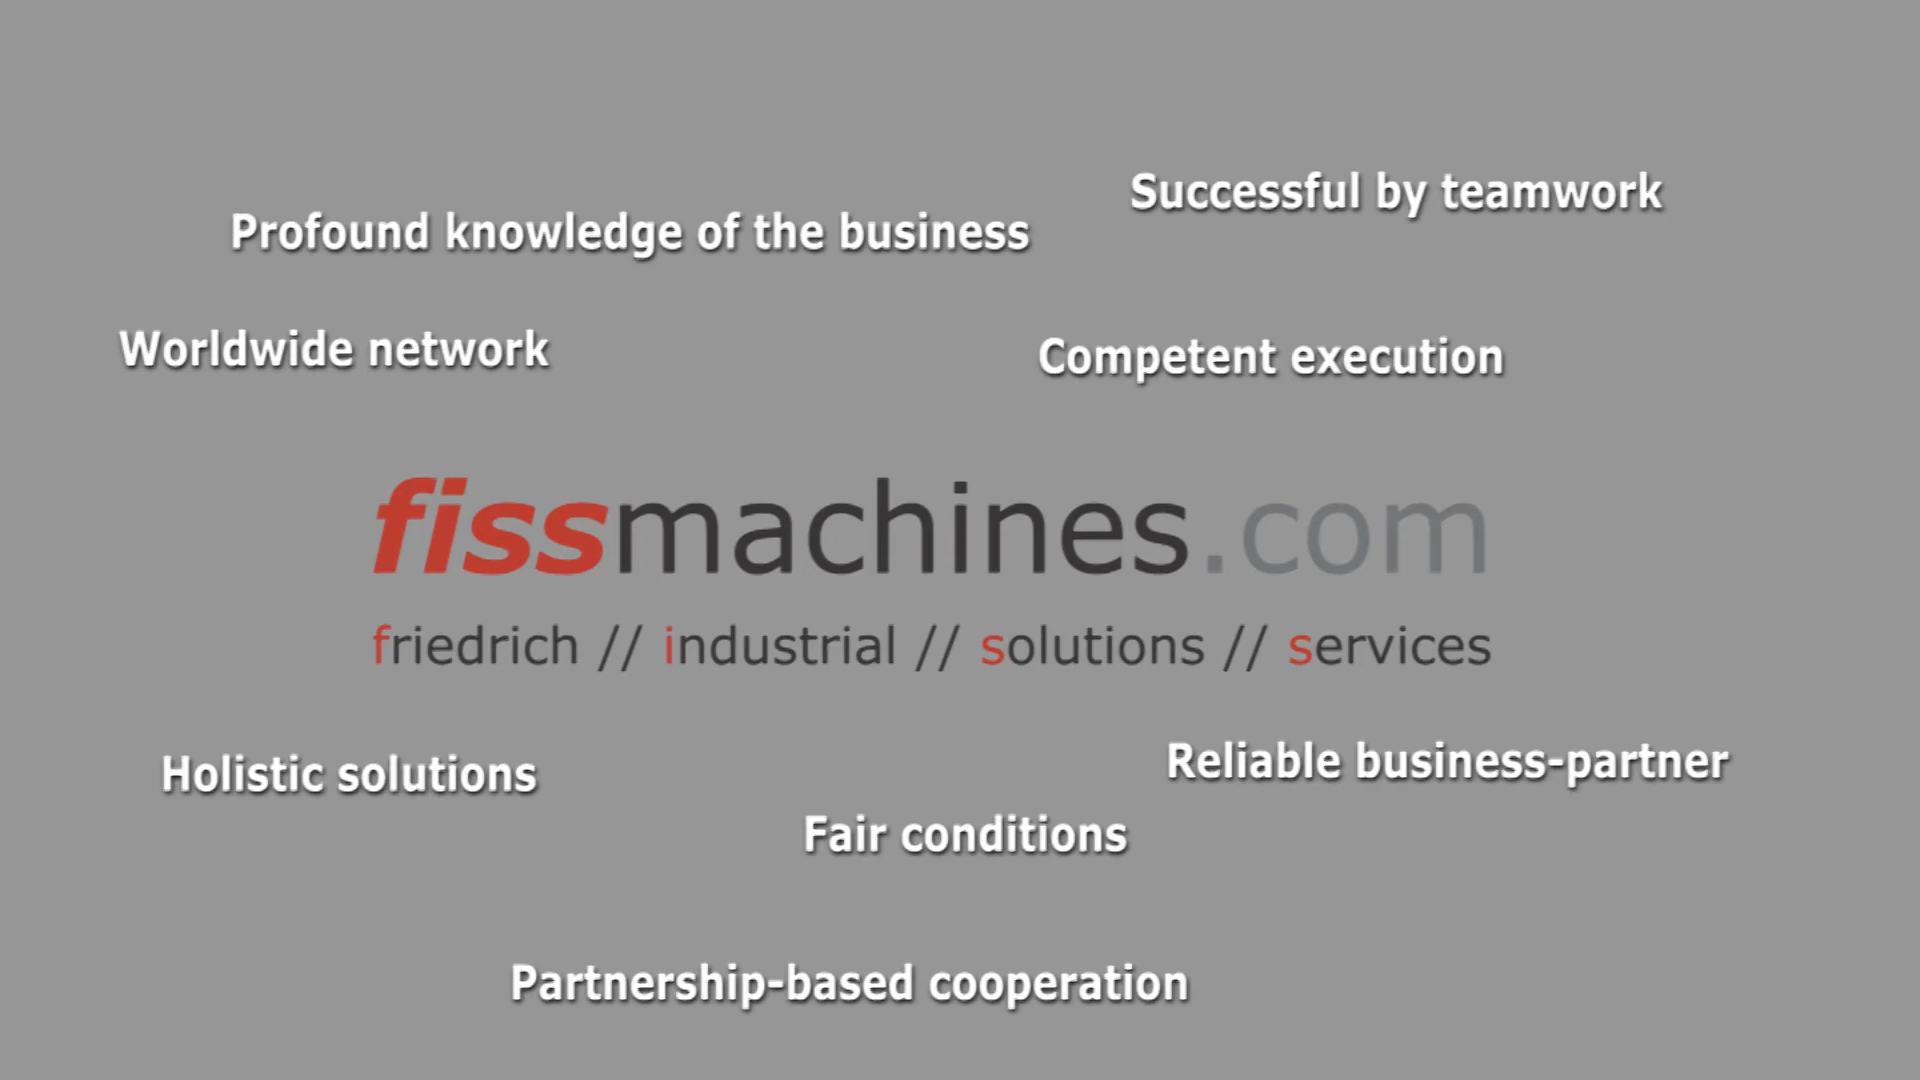 Successful by teamwork
Profound knowledge of the business
Worldwide network
Competent execution
fissmachines.com
friedrich // industrial // solutions // services
Holistic solutions
Reliable business-partner
Fair conditions
Partnership-based cooperation